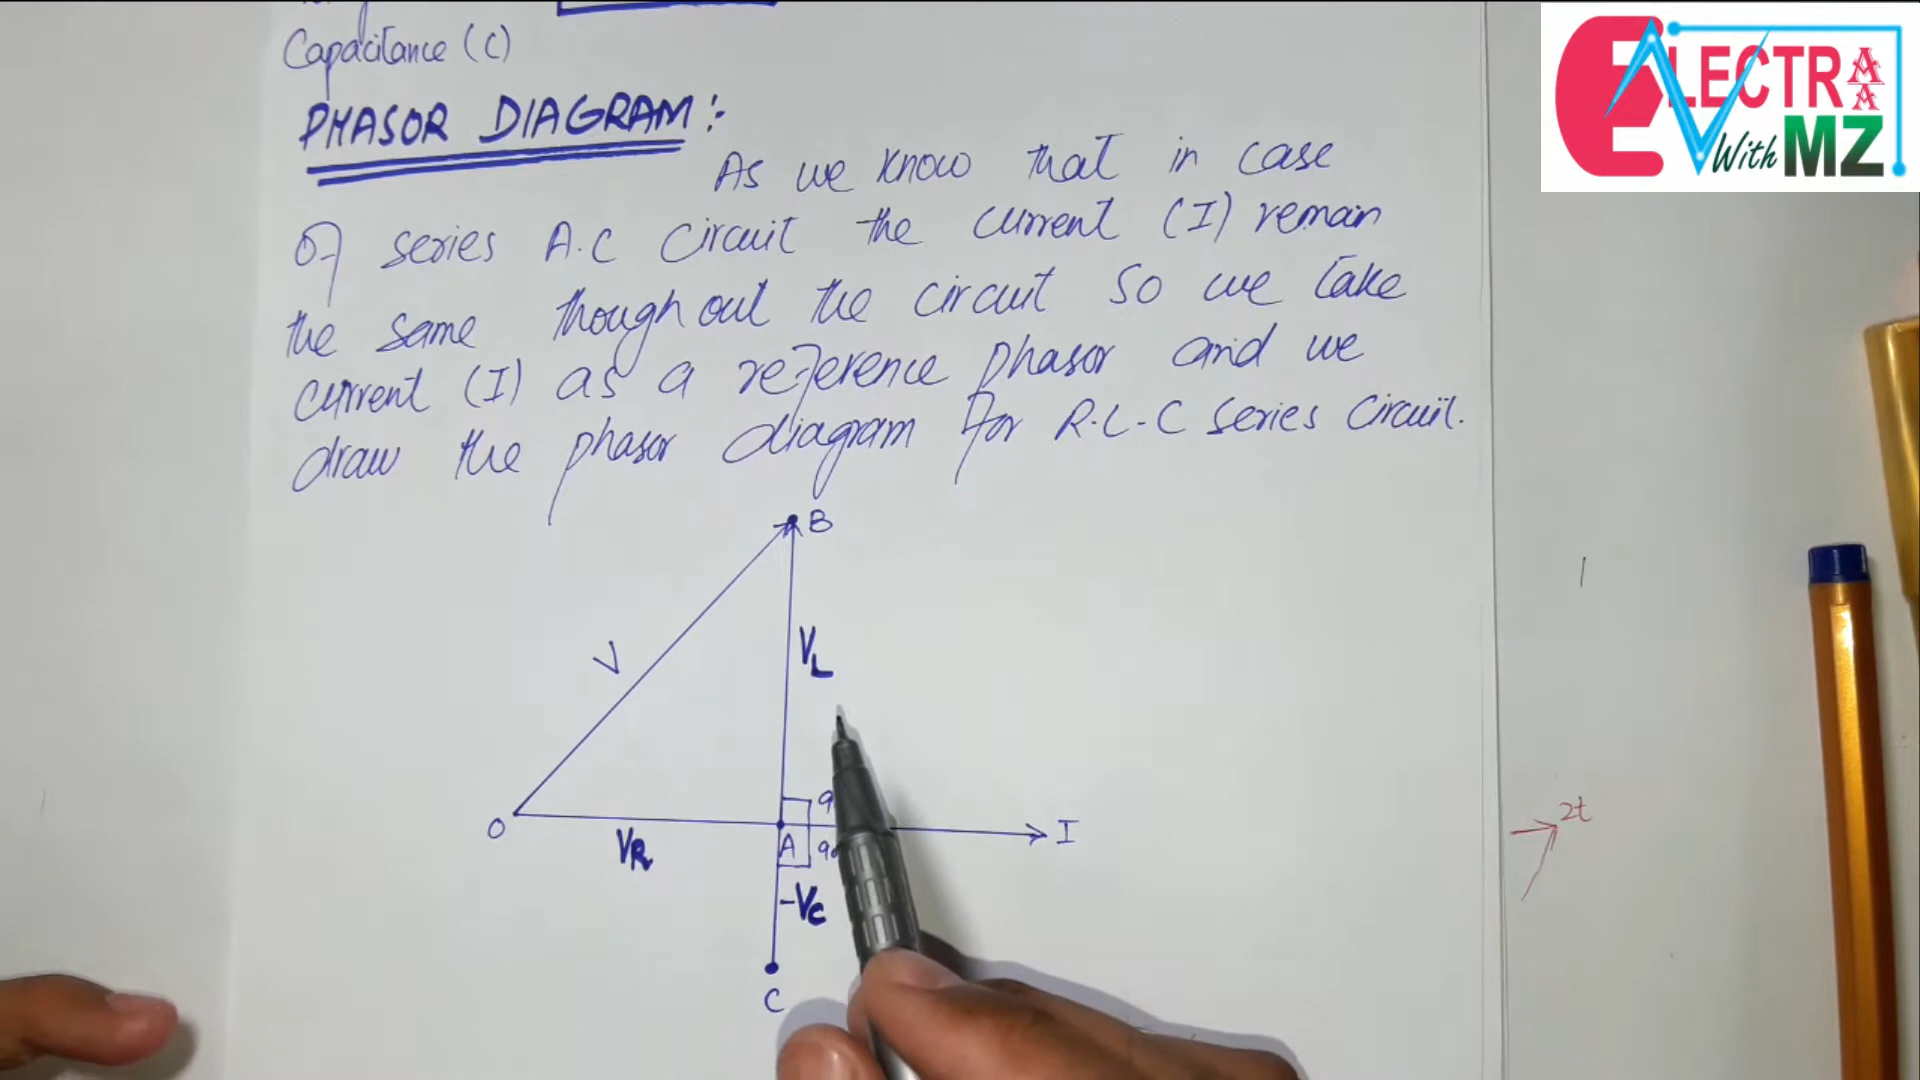 Capacitance (C)
PHASOR DIAGRAM :-
As we know that in case
of series A.C circuit the current (I) remain
the same thoughout the circuit so we take
current (I) as a reference phasor and we
draw the phasor diagram for R-L-C series circuit.
B
V
VL
O
VR
A
I
-VC
C
2t
ELECTRA
With MZ